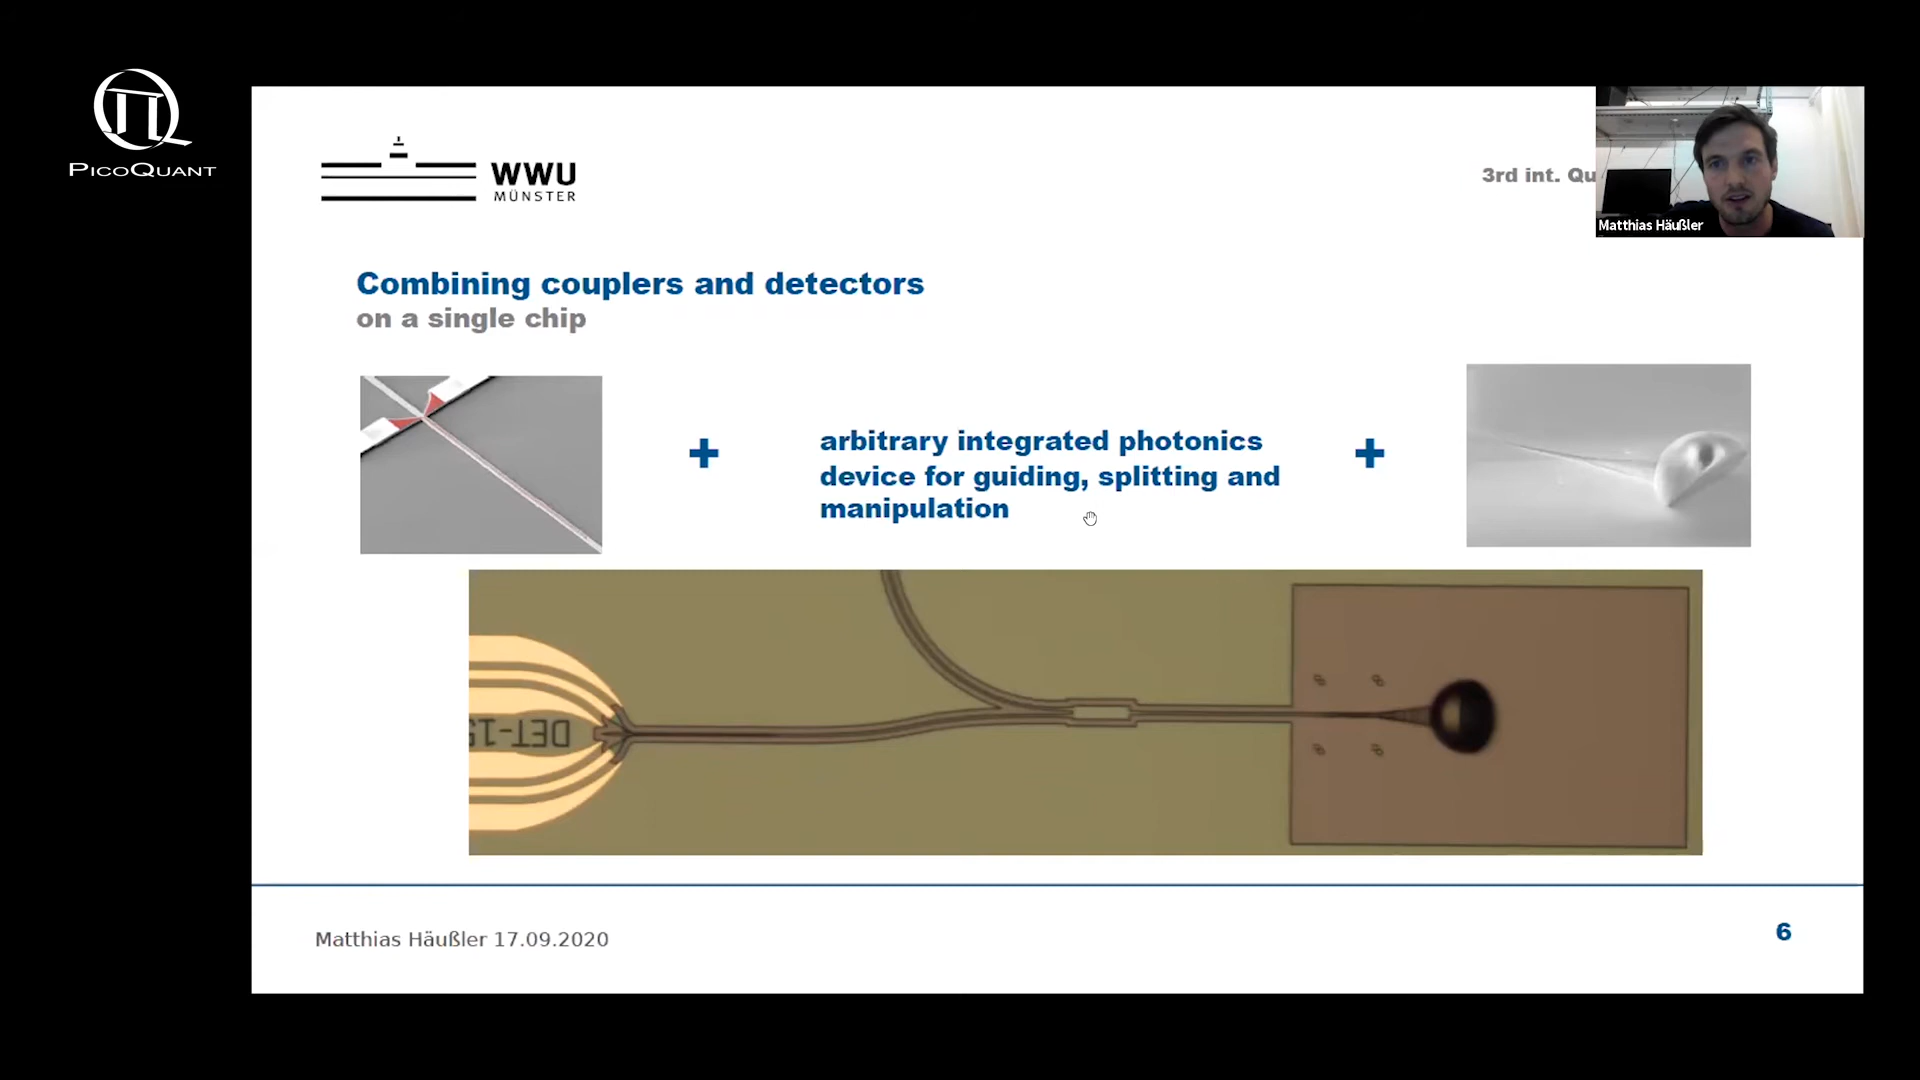 PICOQUANT
WWU
MÜNSTER
3rd int. Qu
Matthias Häußler
Combining couplers and detectors
on a single chip
+
arbitrary integrated photonics
device for guiding, splitting and
manipulation
+
Matthias Häußler 17.09.2020
6